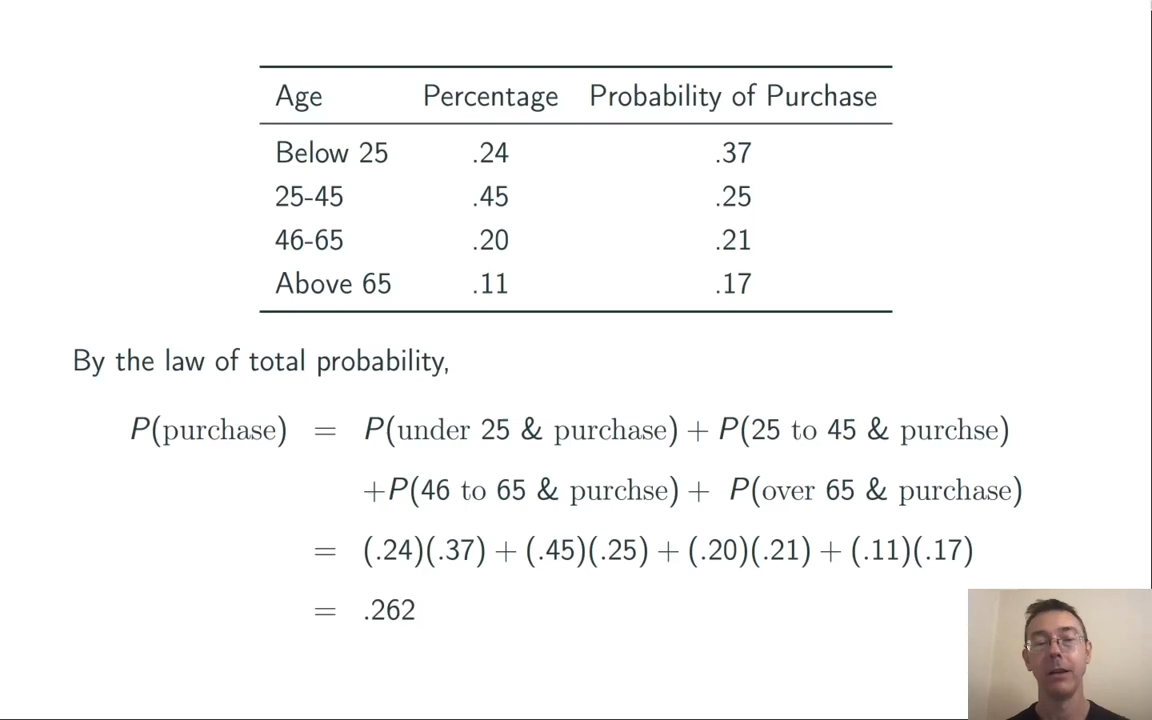 Age Percentage Probability of Purchase
Below 25 .24 .37
25-45 .45 .25
46-65 .20 .21
Above 65 .11 .17
By the law of total probability,
P(purchase) = P(under 25 & purchase) + P(25 to 45 & purchse)
+P(46 to 65 & purchse) + P(over 65 & purchase)
= (.24)(.37) + (.45)(.25) + (.20)(.21) + (.11)(.17)
= .262